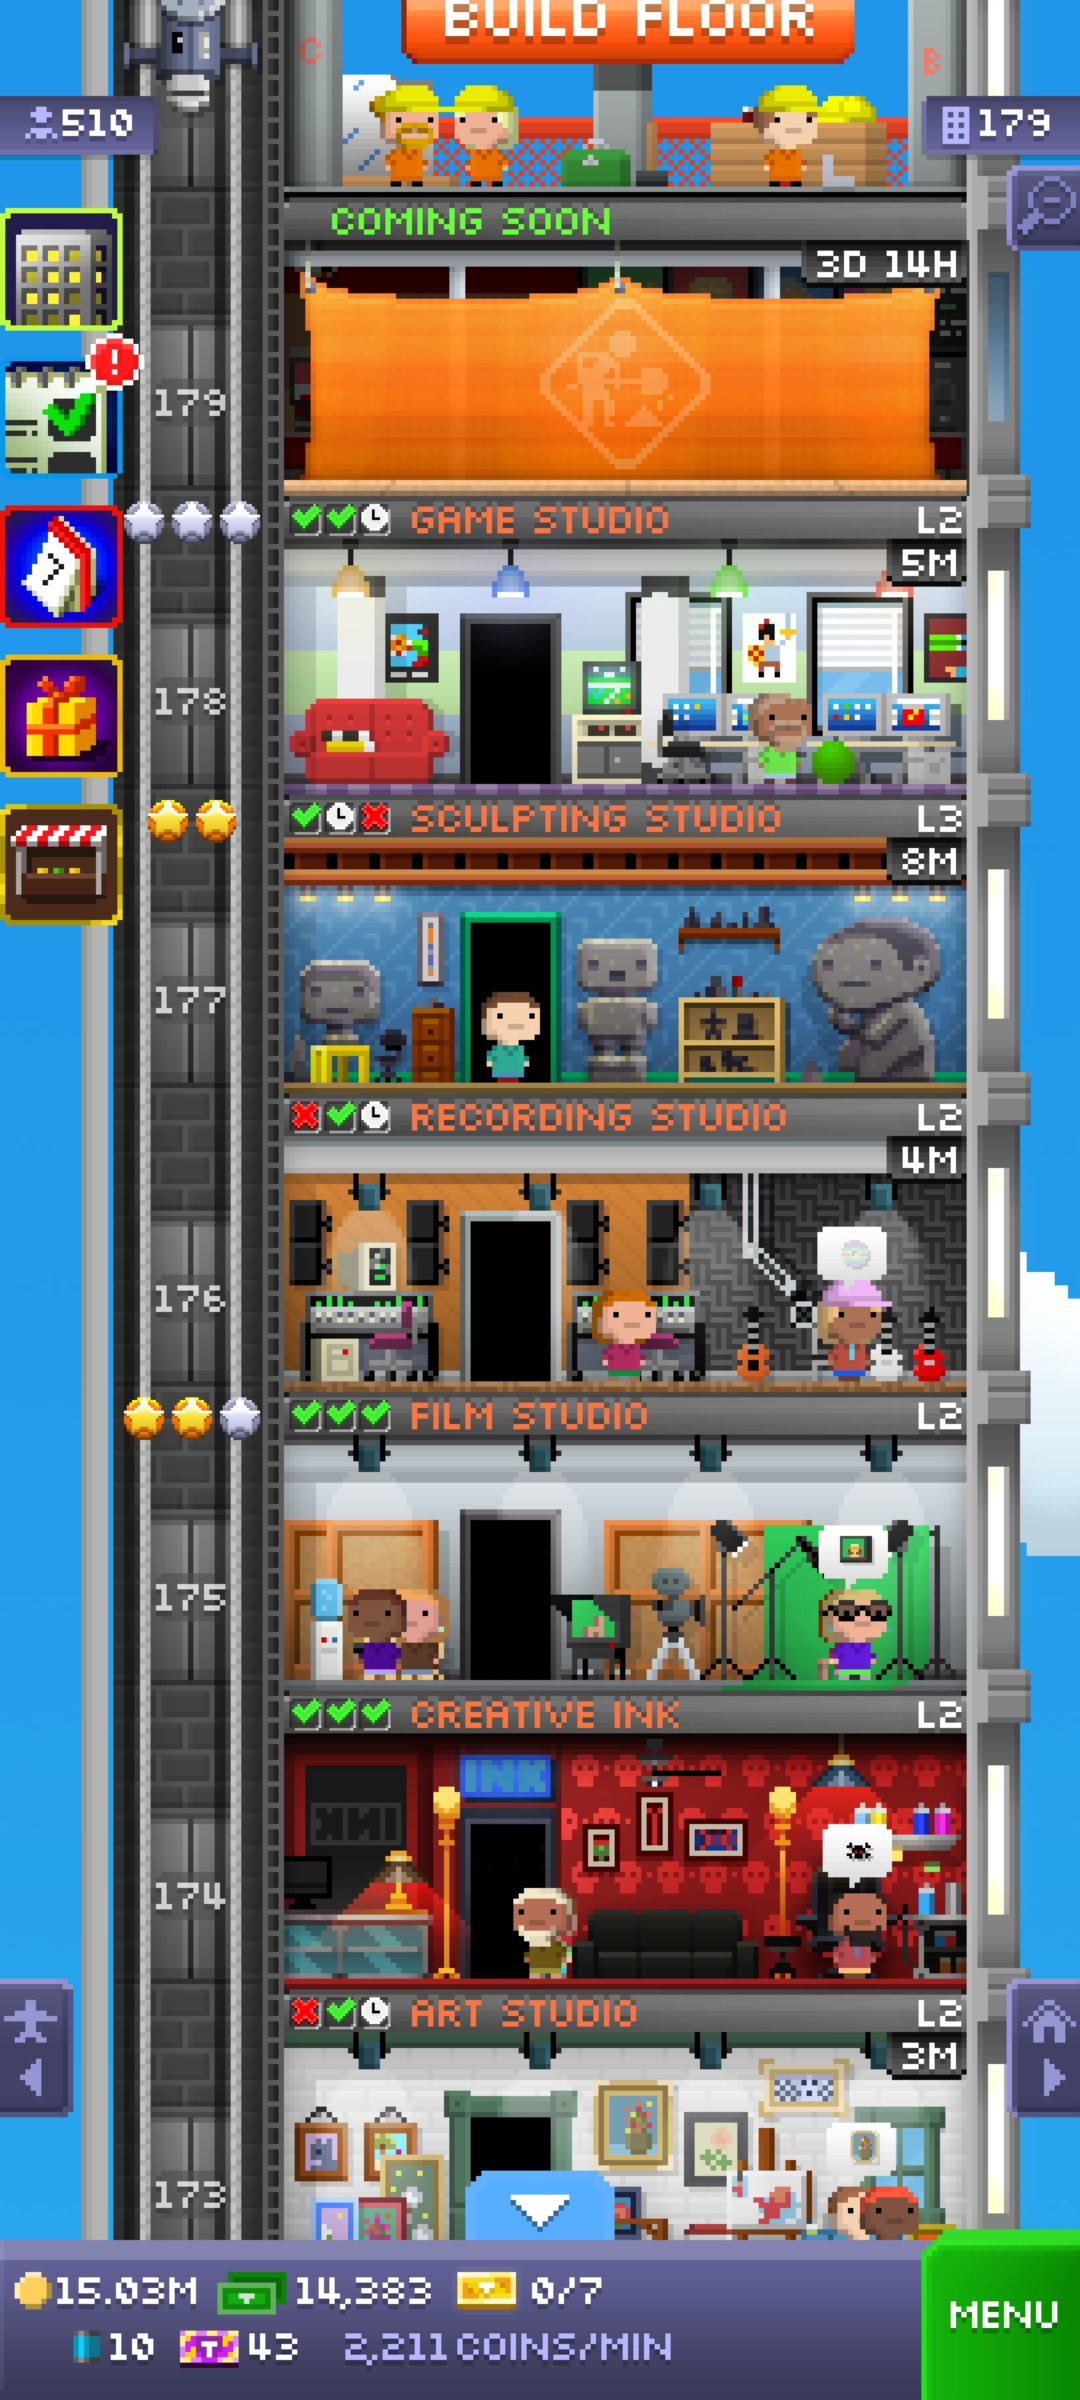 BUILD FLOOR
C
B
510
179
COMING SOON
3D 14H
179
GAME STUDIO
L2
5M
178
7
SCULPTING STUDIO
L3
8M
177
RECORDING STUDIO
L2
4M
176
FILM STUDIO
L2
175
CREATIVE INK
L2
INK
174
ART STUDIO
L2
3M
173
15.03M
14,383
0/7
10
43
2,211 COINS/MIN
MENU